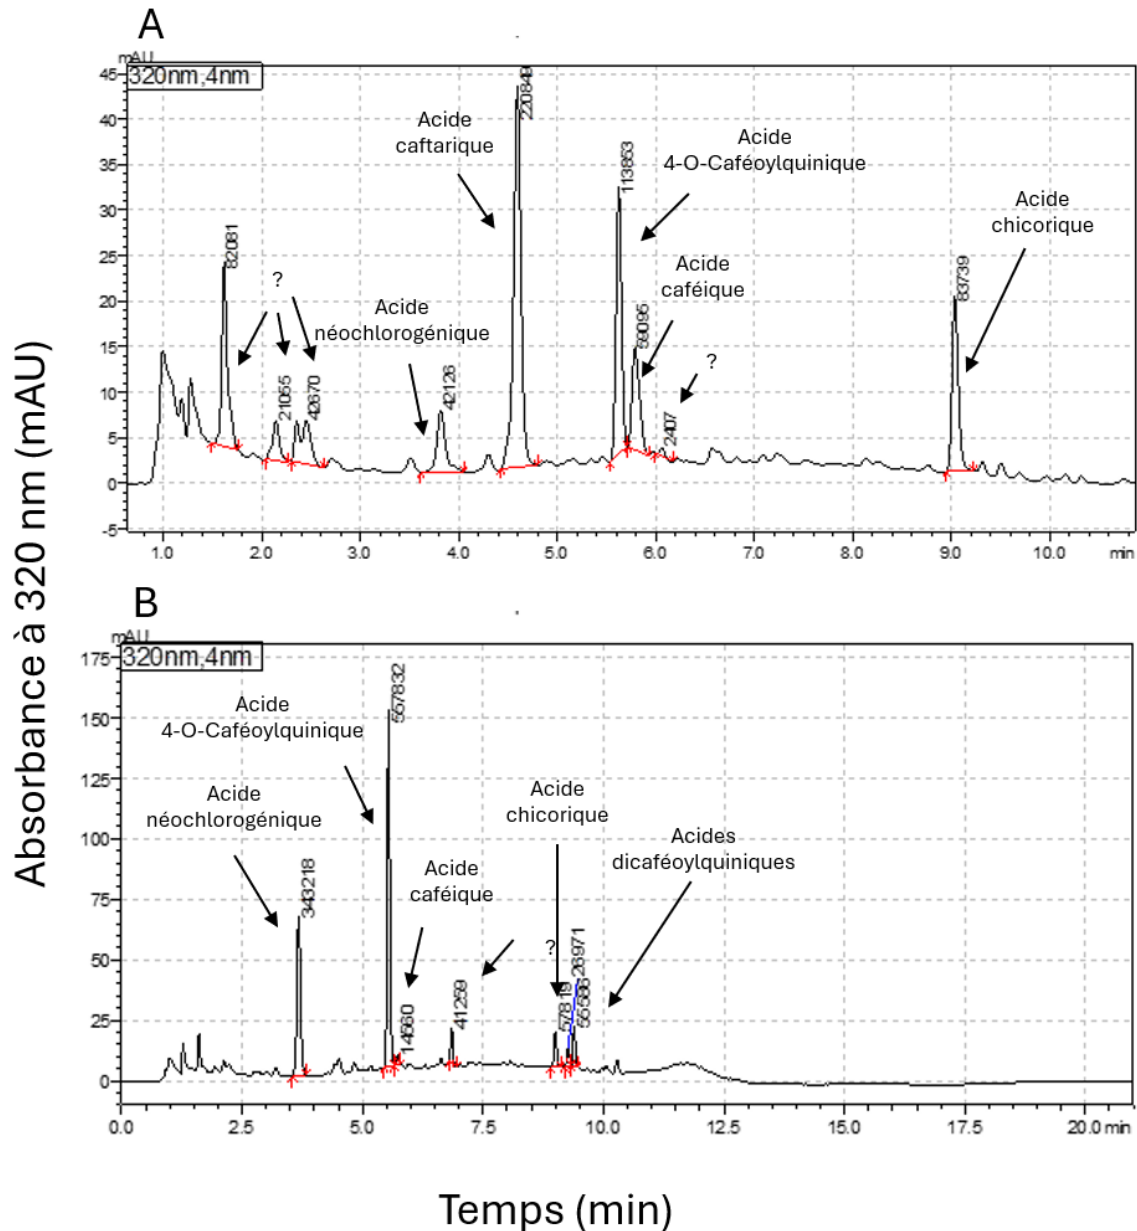 A
mAU
320nm,4nm
45
40
35
30
25
20
15
10
5
0
-5
82081
?
21055
42670
Acide
néochlorogénique
42126
Acide
caftarique
220849
113853
Acide
4-O-Caféoylquinique
59095
Acide
caféique
2407
?
Acide
chicorique
83739
1.0 2.0 3.0 4.0 5.0 6.0 7.0 8.0 9.0 10.0 min
Absorbance à 320 nm (mAU)
B
mAU
320nm,4nm
175
150
125
100
75
50
25
0
Acide
4-O-Caféoylquinique
557832
Acide
néochlorogénique
343218
Acide
caféique
14560
41259
?
Acide
chicorique
57819
26971
Acides
dicaféoylquiniques
0.0 2.5 5.0 7.5 10.0 12.5 15.0 17.5 20.0 min
Temps (min)